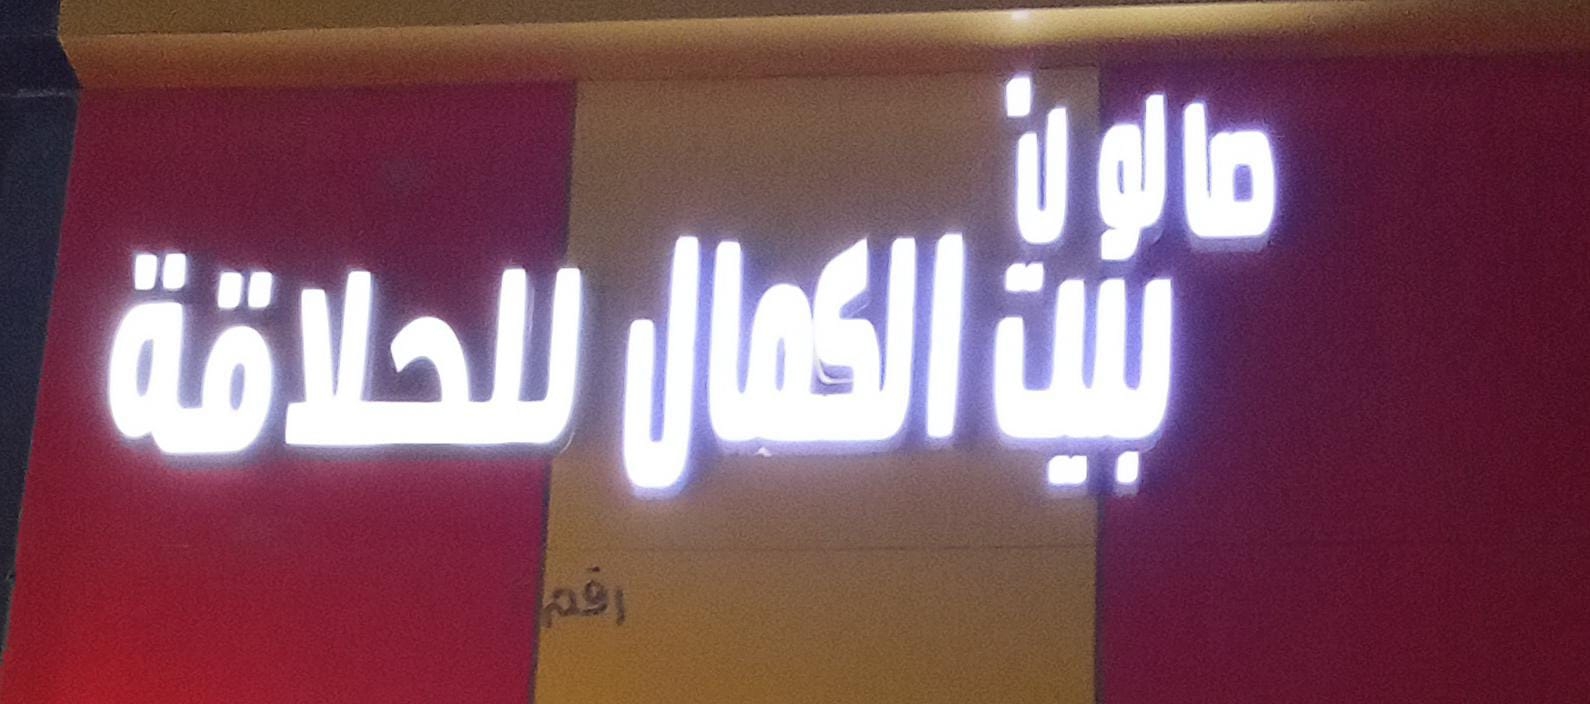 صالون
بيت الكمال للحلاقة
رقم